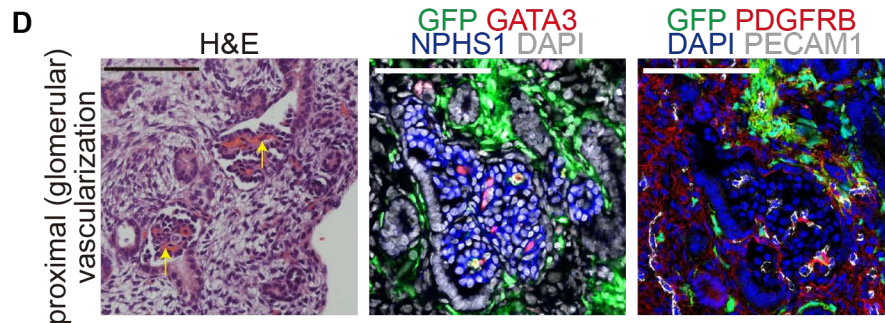 D
H&E
GFP GATA3
NPHS1 DAPI
GFP PDGFRB
DAPI PECAM1
proximal (glomerular)
vascularization